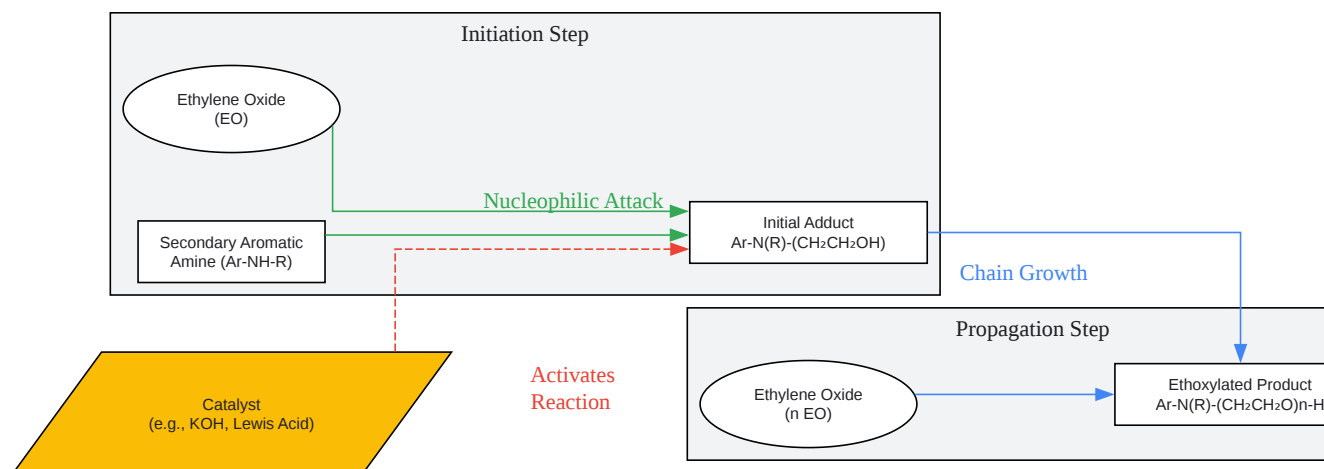 Initiation Step
Ethylene Oxide
(EO)
Nucleophilic Attack
Secondary Aromatic
Amine (Ar-NH-R)
Initial Adduct
Ar-N(R)-(CH₂CH₂OH)
Chain Growth
Propagation Step
Activates
Reaction
Catalyst
(e.g., KOH, Lewis Acid)
Ethylene Oxide
(n EO)
Ethoxylated Product
Ar-N(R)-(CH₂CH₂O)n-H